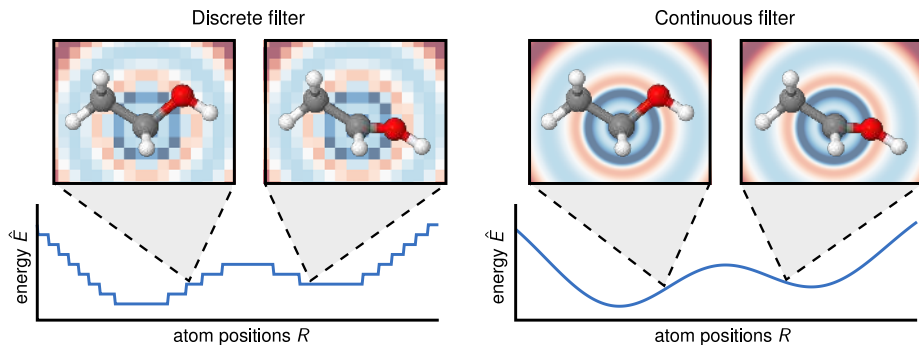 Discrete filter
Continuous filter
energy Ê
atom positions R
energy Ê
atom positions R